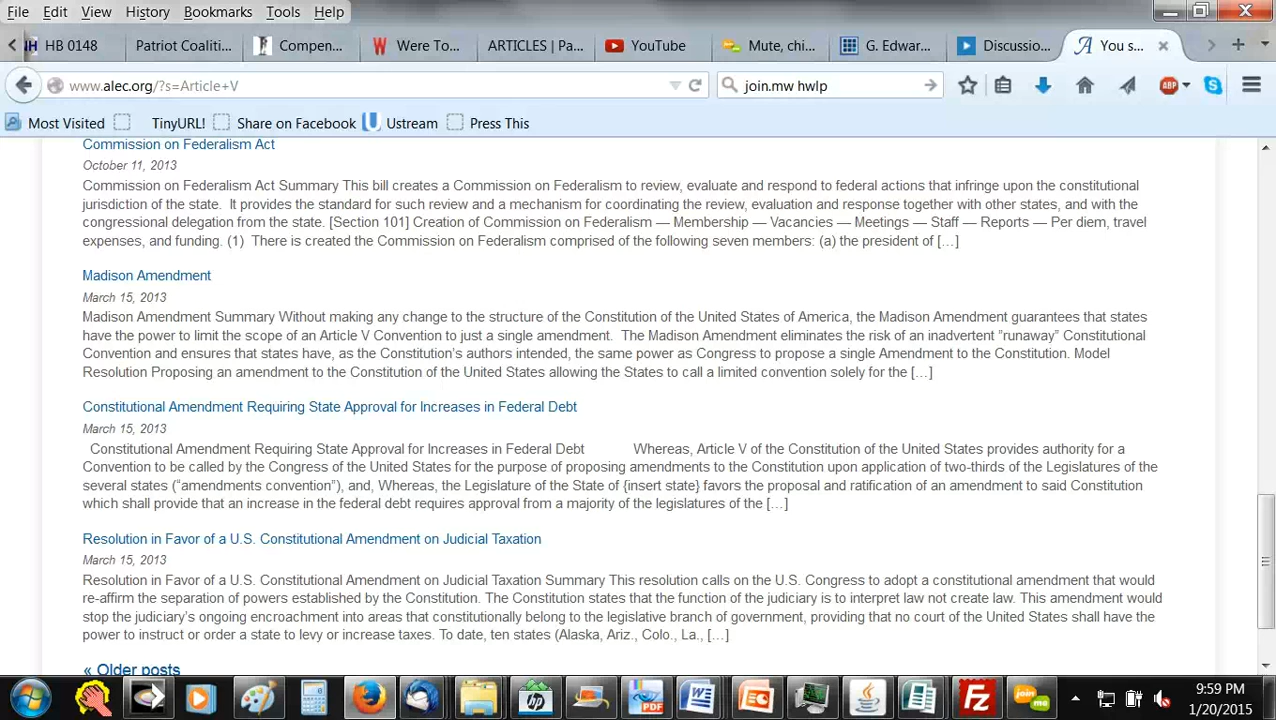 File Edit View History Bookmarks Tools Help
HB 0148 Patriot Coaliti... Compen... Were To... ARTICLES | Pa... YouTube Mute, chi... G. Edwar... Discussio... You s...
www.alec.org/?s=Article+V join.mw hwlp
Most Visited TinyURL! Share on Facebook Ustream Press This
Commission on Federalism Act
October 11, 2013
Commission on Federalism Act Summary This bill creates a Commission on Federalism to review, evaluate and respond to federal actions that infringe upon the constitutional
jurisdiction of the state. It provides the standard for such review and a mechanism for coordinating the review, evaluation and response together with other states, and with the
congressional delegation from the state. [Section 101] Creation of Commission on Federalism — Membership — Vacancies — Meetings — Staff — Reports — Per diem, travel
expenses, and funding. (1) There is created the Commission on Federalism comprised of the following seven members: (a) the president of […]
Madison Amendment
March 15, 2013
Madison Amendment Summary Without making any change to the structure of the Constitution of the United States of America, the Madison Amendment guarantees that states
have the power to limit the scope of an Article V Convention to just a single amendment. The Madison Amendment eliminates the risk of an inadvertent ”runaway” Constitutional
Convention and ensures that states have, as the Constitution’s authors intended, the same power as Congress to propose a single Amendment to the Constitution. Model
Resolution Proposing an amendment to the Constitution of the United States allowing the States to call a limited convention solely for the […]
Constitutional Amendment Requiring State Approval for Increases in Federal Debt
March 15, 2013
Constitutional Amendment Requiring State Approval for Increases in Federal Debt Whereas, Article V of the Constitution of the United States provides authority for a
Convention to be called by the Congress of the United States for the purpose of proposing amendments to the Constitution upon application of two-thirds of the Legislatures of the
several states (“amendments convention”), and, Whereas, the Legislature of the State of {insert state} favors the proposal and ratification of an amendment to said Constitution
which shall provide that an increase in the federal debt requires approval from a majority of the legislatures of the […]
Resolution in Favor of a U.S. Constitutional Amendment on Judicial Taxation
March 15, 2013
Resolution in Favor of a U.S. Constitutional Amendment on Judicial Taxation Summary This resolution calls on the U.S. Congress to adopt a constitutional amendment that would
re-affirm the separation of powers established by the Constitution. The Constitution states that the function of the judiciary is to interpret law not create law. This amendment would
stop the judiciary’s ongoing encroachment into areas that constitutionally belong to the legislative branch of government, providing that no court of the United States shall have the
power to instruct or order a state to levy or increase taxes. To date, ten states (Alaska, Ariz., Colo., La., […]
« Older posts
9:59 PM
1/20/2015